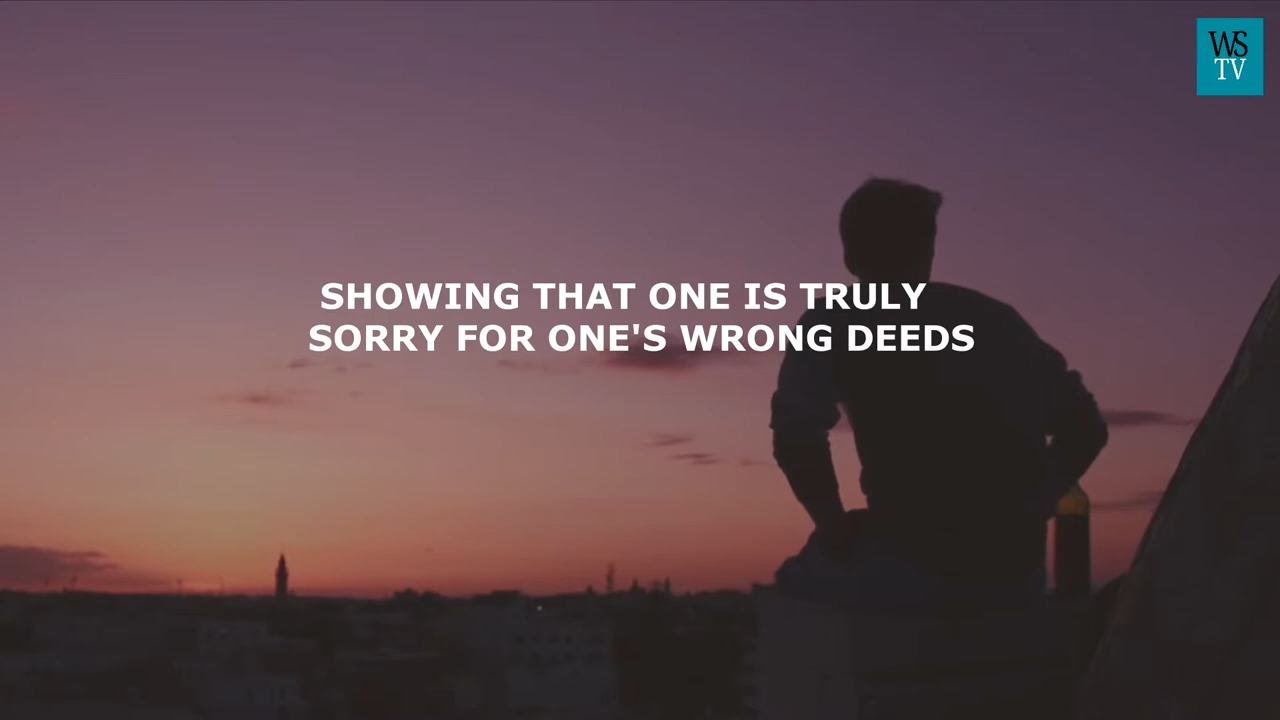 WS
TV
SHOWING THAT ONE IS TRULY
SORRY FOR ONE'S WRONG DEEDS